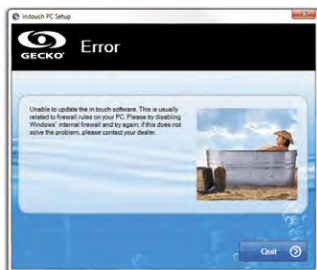 in.touch PC Setup
GECKO
Error
Unable to update the in.touch software. This is usually
related to firewall rules on your PC. Please try disabling
Windows' internal firewall and try again, if this does not
solve the problem, please contact your dealer.
Quit